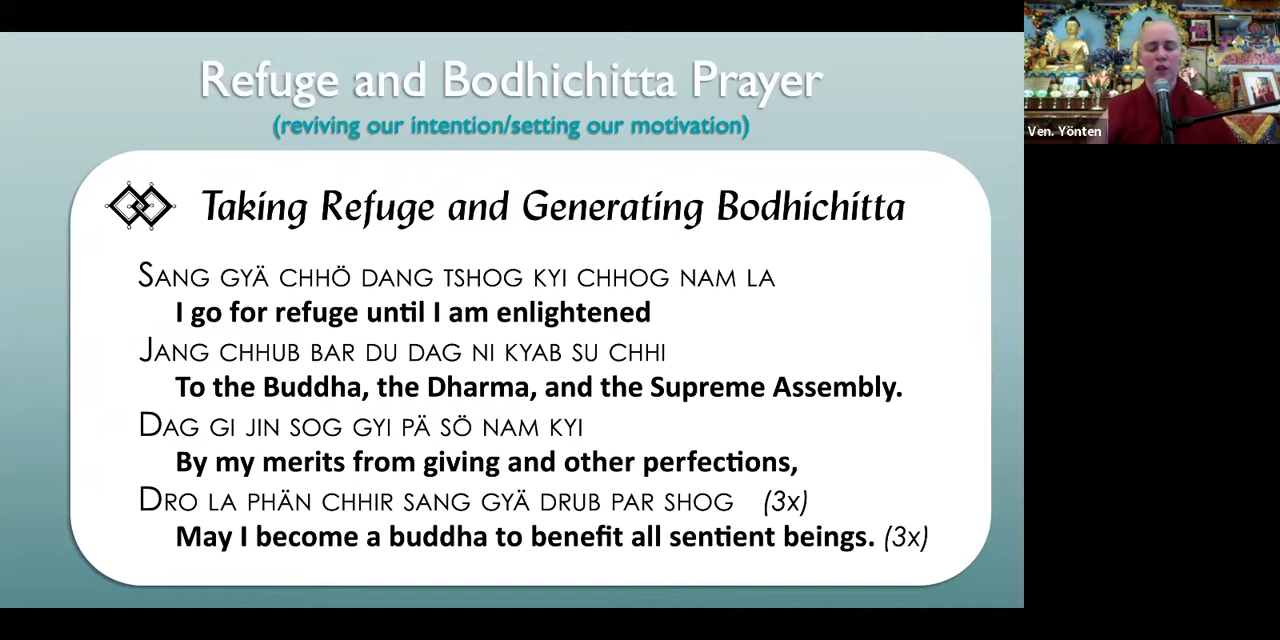 Refuge and Bodhichitta Prayer
(reviving our intention/setting our motivation)
Taking Refuge and Generating Bodhichitta
SANG GYÄ CHHÖ DANG TSHOG KYI CHHOG NAM LA
I go for refuge until I am enlightened
JANG CHHUB BAR DU DAG NI KYAB SU CHHI
To the Buddha, the Dharma, and the Supreme Assembly.
DAG GI JIN SOG GYI PÄ SÖ NAM KYI
By my merits from giving and other perfections,
DRO LA PHÄN CHHIR SANG GYÄ DRUB PAR SHOG (3x)
May I become a buddha to benefit all sentient beings. (3x)
Ven. Yönten